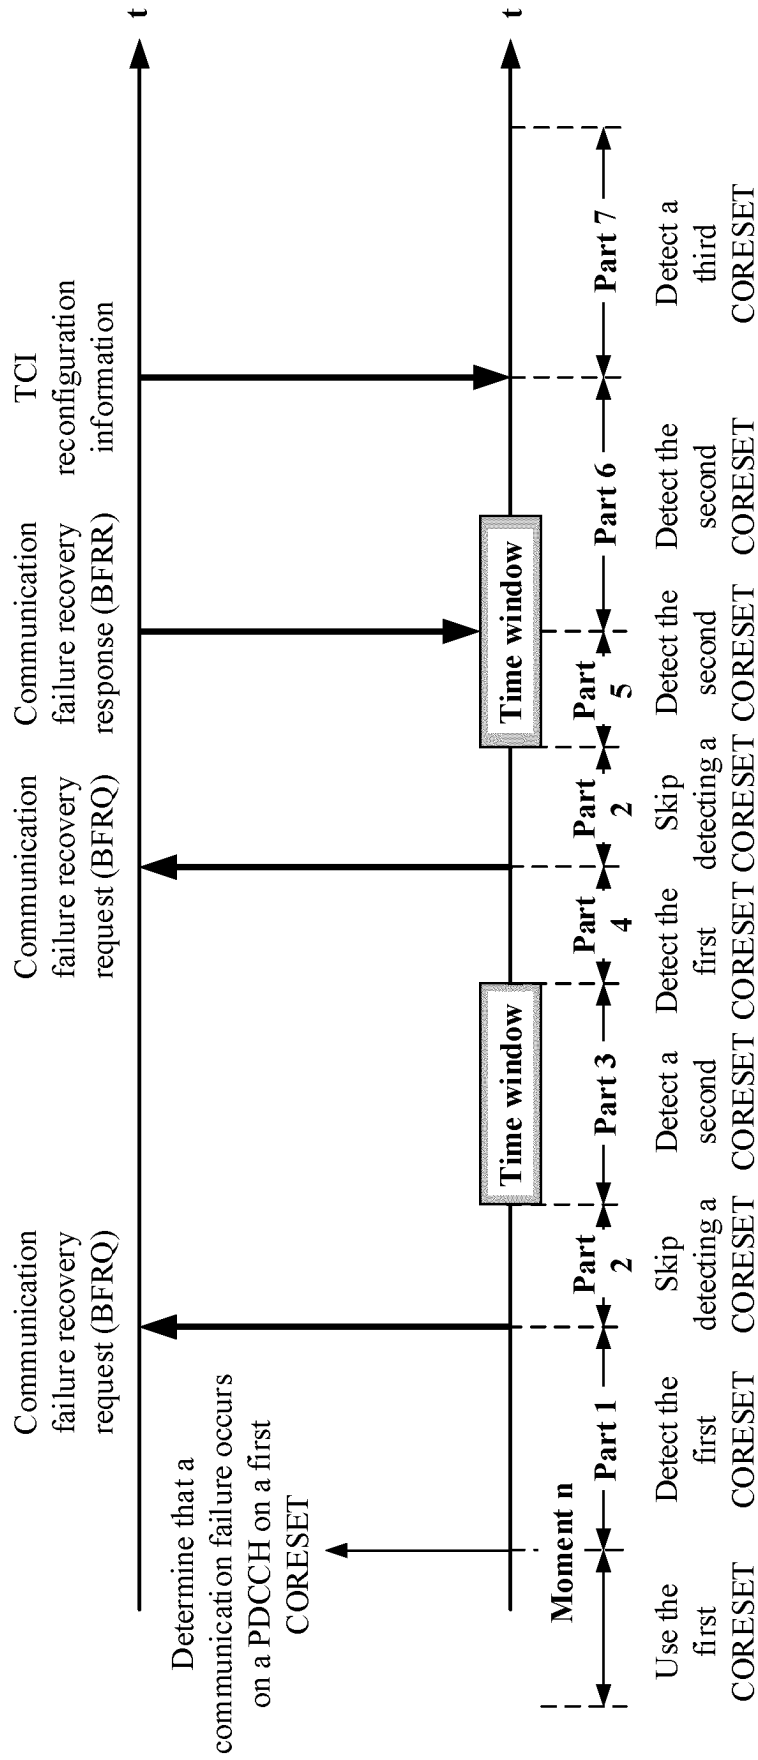 Communication
failure recovery
request (BFRQ)
Communication
failure recovery
request (BFRQ)
Communication
failure recovery
response (BFRR)
TCI
reconfiguration
information
t
Determine that a
communication failure occurs
on a PDCCH on a first
CORESET
Time window
Time window
t
Moment n
Part 1
Part
2
Part 3
Part
4
Part
2
Part
5
Part 6
Part 7
Use the
first
CORESET
Detect the
first
CORESET
Skip
detecting a
CORESET
Detect a
second
CORESET
Detect the
first
CORESET
Skip
detecting a
CORESET
Detect the
second
CORESET
Detect the
second
CORESET
Detect a
third
CORESET